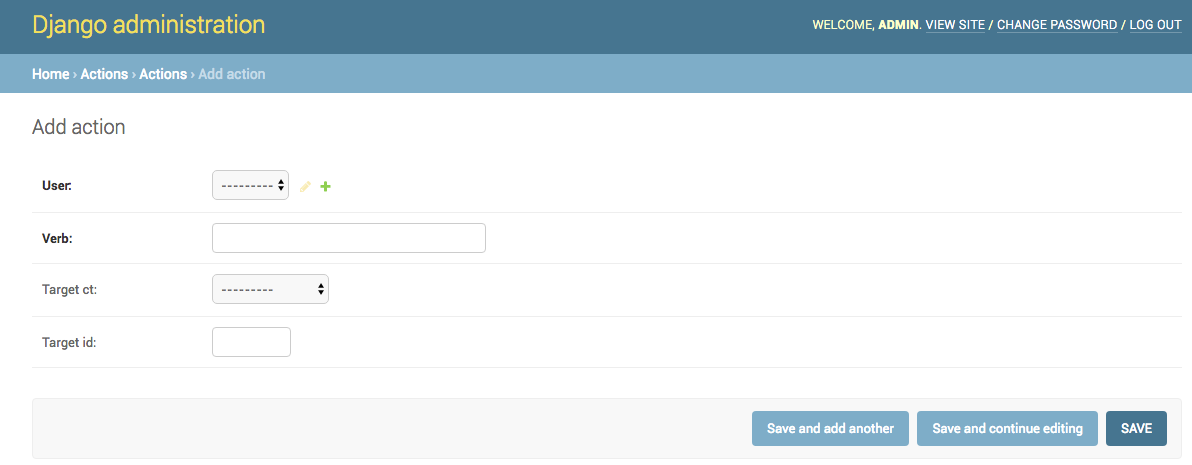 Django administration
WELCOME, ADMIN. VIEW SITE / CHANGE PASSWORD / LOG OUT
Home › Actions › Actions › Add action
Add action
User: ---------
Verb:
Target ct: ---------
Target id:
Save and add another Save and continue editing SAVE